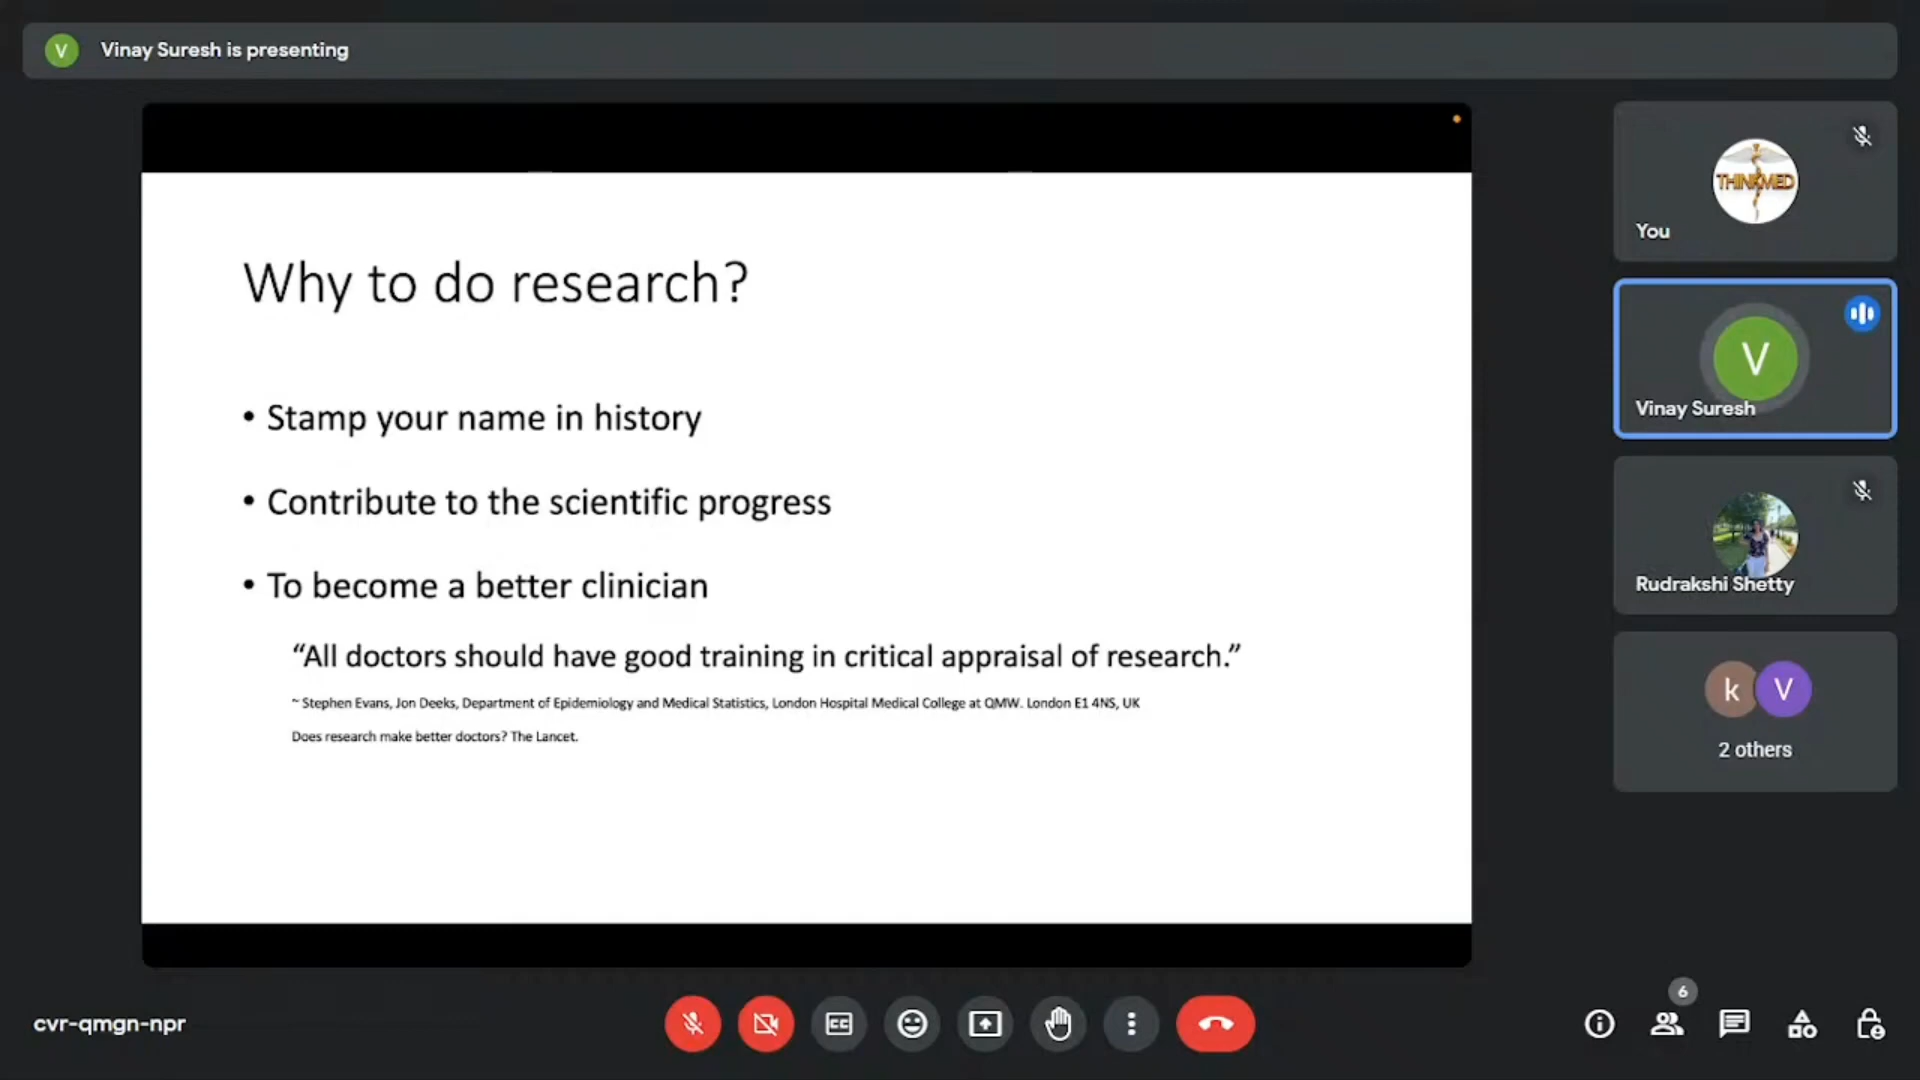 V Vinay Suresh is presenting
Why to do research?
• Stamp your name in history
• Contribute to the scientific progress
• To become a better clinician
“All doctors should have good training in critical appraisal of research.”
~ Stephen Evans, Jon Deeks, Department of Epidemiology and Medical Statistics, London Hospital Medical College at QMW. London E1 4NS, UK
Does research make better doctors? The Lancet.
THINKMED
You
V
Vinay Suresh
Rudrakshi Shetty
k V
2 others
cvr-qmgn-npr
CC
6